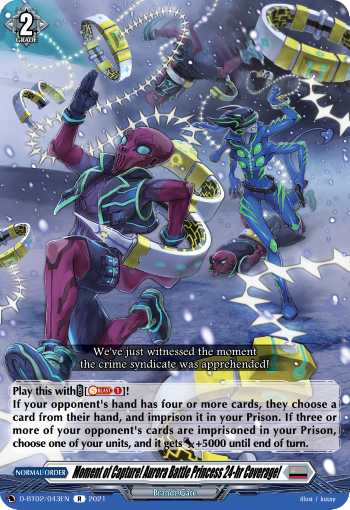 2
GRADE
We've just witnessed the moment
the crime syndicate was apprehended!
Play this with [SOUL BLAST 1]!
If your opponent's hand has four or more cards, they choose a
card from their hand, and imprison it in your Prison. If three or
more of your opponent's cards are imprisoned in your Prison,
choose one of your units, and it gets +5000 until end of turn.
NORMAL ORDER
Moment of Capture! Aurora Battle Princess 24-hr Coverage!
D-BT02/043EN R 2021
Brandt Gate
illust / kutay